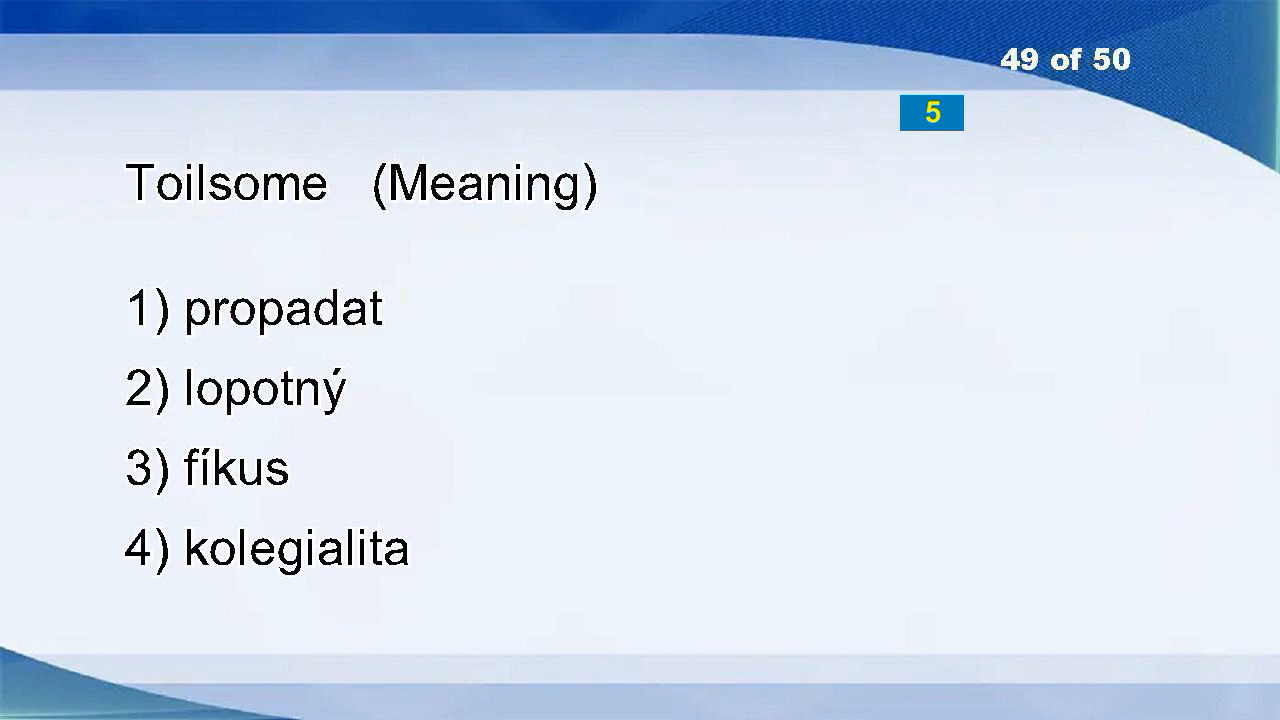 49 of 50
5
Toilsome (Meaning)
1) propadat
2) lopotný
3) fíkus
4) kolegialita